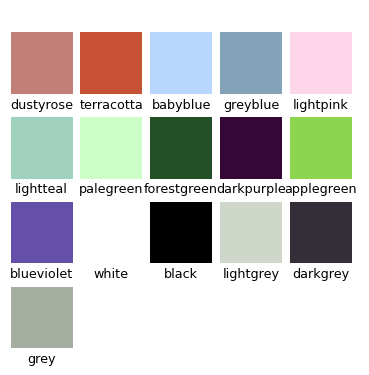 dustyrose terracotta babyblue greyblue lightpink
lightteal palegreen forestgreen darkpurple applegreen
blueviolet white black lightgrey darkgrey
grey